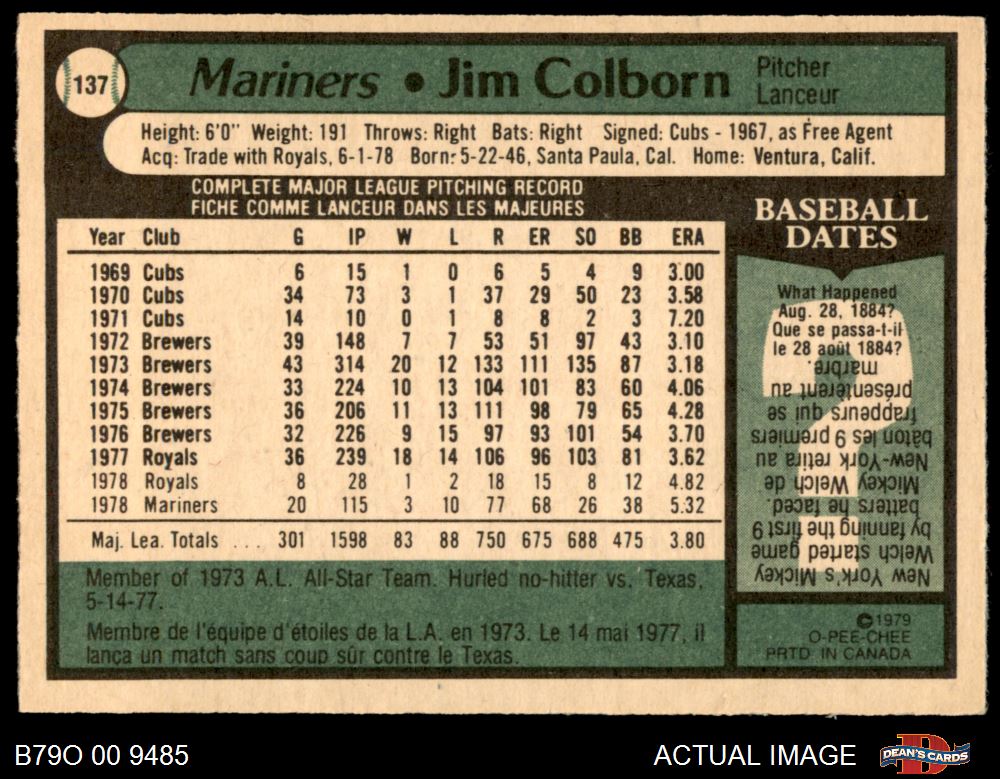 137
Mariners • Jim Colborn Pitcher
Lanceur
Height: 6'0" Weight: 191 Throws: Right Bats: Right Signed: Cubs - 1967, as Free Agent
Acq: Trade with Royals, 6-1-78 Born: 5-22-46, Santa Paula, Cal. Home: Ventura, Calif.
COMPLETE MAJOR LEAGUE PITCHING RECORD
FICHE COMME LANCEUR DANS LES MAJEURES
Year Club G IP W L R ER SO BB ERA
1969 Cubs 6 15 1 0 6 5 4 9 3.00
1970 Cubs 34 73 3 1 37 29 50 23 3.58
1971 Cubs 14 10 0 1 8 8 2 3 7.20
1972 Brewers 39 148 7 7 53 51 97 43 3.10
1973 Brewers 43 314 20 12 133 111 135 87 3.18
1974 Brewers 33 224 10 13 104 101 83 60 4.06
1975 Brewers 36 206 11 13 111 98 79 65 4.28
1976 Brewers 32 226 9 15 97 93 101 54 3.70
1977 Royals 36 239 18 14 106 96 103 81 3.62
1978 Royals 8 28 1 2 18 15 8 12 4.82
1978 Mariners 20 115 3 10 77 68 26 38 5.32
Maj. Lea. Totals ... 301 1598 83 88 750 675 688 475 3.80
Member of 1973 A.L. All-Star Team. Hurled no-hitter vs. Texas,
5-14-77.
Membre de l'équipe d'étoiles de la L.A. en 1973. Le 14 mai 1977, il
lança un match sans coup sûr contre le Texas.
BASEBALL
DATES
What Happened
Aug. 28, 1884?
Que se passa-t-il
le 28 août 1884?
New York's Mickey
Welch started game
by fanning the first 9
batters he faced.
Mickey Welch de
New-York retira au
bâton les 9 premiers
frappeurs qui se
présentèrent au
marbre.
©1979
O-PEE-CHEE
PRTD. IN CANADA
B79O 00 9485
ACTUAL IMAGE
DEAN'S CARDS